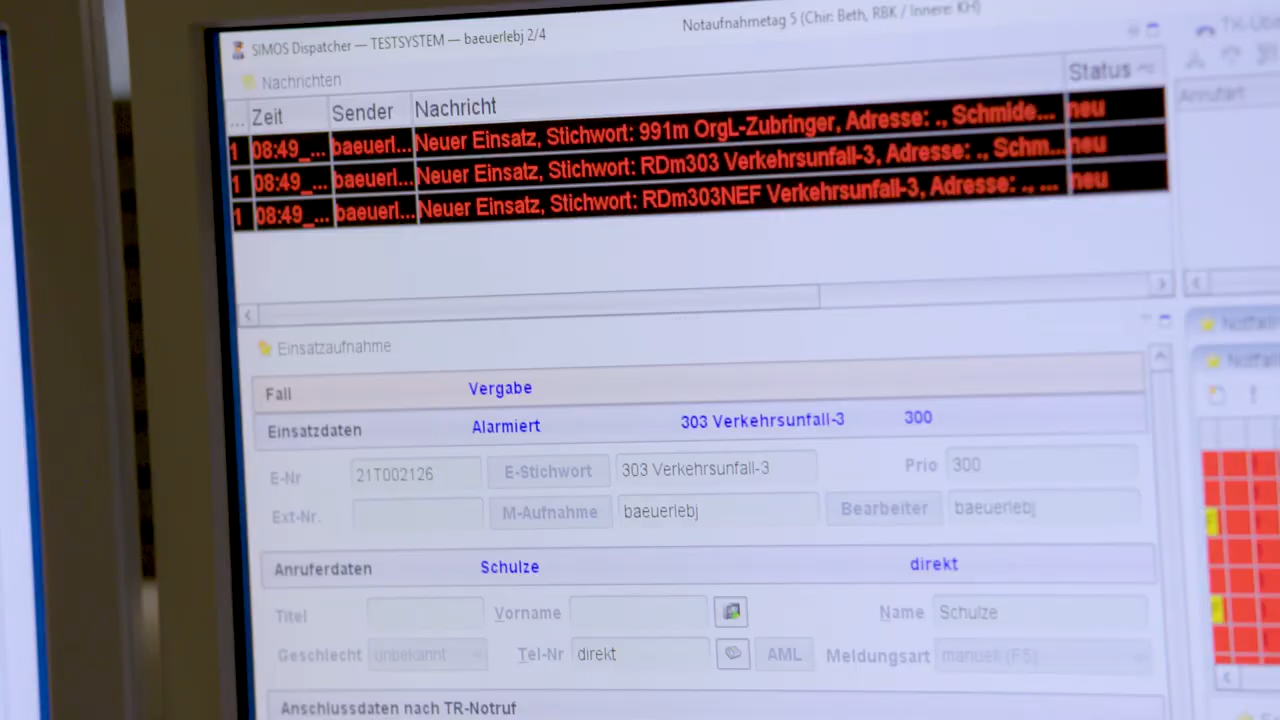 SIMOS Dispatcher — TESTSYSTEM — baeuerlebj 2/4
Notaufnahmetag 5 (Chir: Beth, RBK / Innere: KH)
Nachrichten
... Zeit Sender Nachricht Status
1 08:49_... baeuerl... Neuer Einsatz, Stichwort: 991m OrgL-Zubringer, Adresse: ., Schmide... neu
1 08:49_... baeuerl... Neuer Einsatz, Stichwort: RDm303 Verkehrsunfall-3, Adresse: ., Schm... neu
1 08:49_... baeuerl... Neuer Einsatz, Stichwort: RDm303NEF Verkehrsunfall-3, Adresse: ., ... neu
Einsatzaufnahme
Fall Vergabe
Einsatzdaten Alarmiert 303 Verkehrsunfall-3 300
E-Nr 21T002126 E-Stichwort 303 Verkehrsunfall-3 Prio 300
Ext-Nr. M-Aufnahme baeuerlebj Bearbeiter baeuerlebj
Anruferdaten Schulze direkt
Titel Vorname Name Schulze
Geschlecht unbekannt Tel-Nr direkt AML Meldungsart manuell (F5)
Anschlussdaten nach TR-Notruf